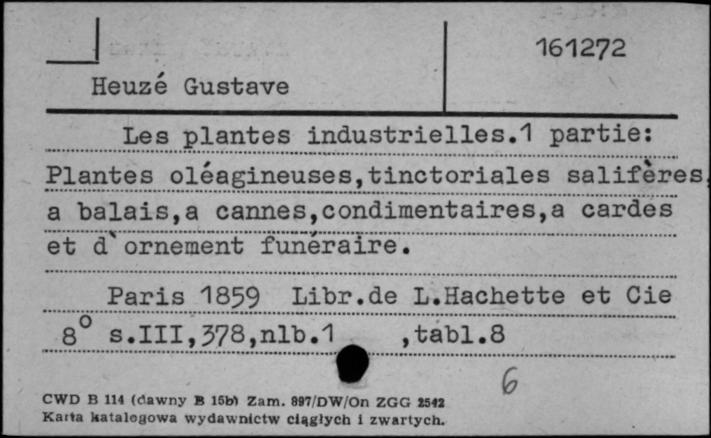 161272
Heuzé Gustave
Les plantes industrielles.1 partie:
Plantes oléagineuses,tinctoriales salifères,
a balais,a cannes,condimentaires,a cardes
et d`ornement funéraire.
Paris 1859 Libr.de L.Hachette et Cie
8° s.III,378,nlb.1 ,tabl.8
6
CWD B 114 (dawny B 15b) Zam. 897/DW/On ZGG 2542
Karta katalogowa wydawnictw ciągłych i zwartych.